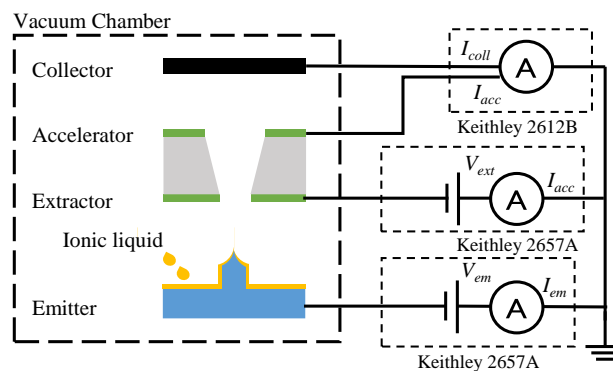 Vacuum Chamber
Collector
I_coll
A
I_acc
Keithley 2612B
Accelerator
Extractor
V_ext
A
I_acc
Keithley 2657A
Ionic liquid
Emitter
V_em
A
I_em
Keithley 2657A